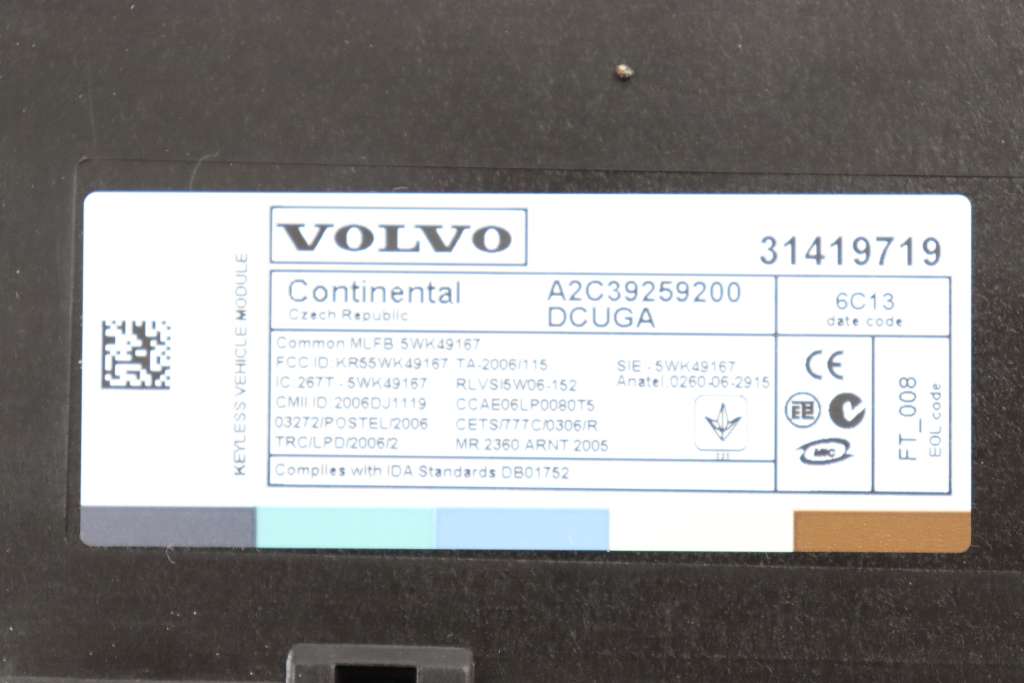 VOLVO
31419719
KEYLESS VEHICLE MODULE
Continental A2C39259200
Czech Republic DCUGA
6C13
date code
Common MLFB 5WK49167
FCC ID: KR55WK49167 TA-2006/115 SIE - 5WK49167
IC: 267T - 5WK49167 RLVSI5W06-152 Anatel: 0260-06-2915
CMII ID: 2006DJ1119 CCAE06LP0080T5
03272/POSTEL/2006 CETS/777C/0306/R
TRC/LPD/2006/2 MR 2360 ARNT 2005
Complies with IDA Standards DB01752
CE
FT_008
EOL code